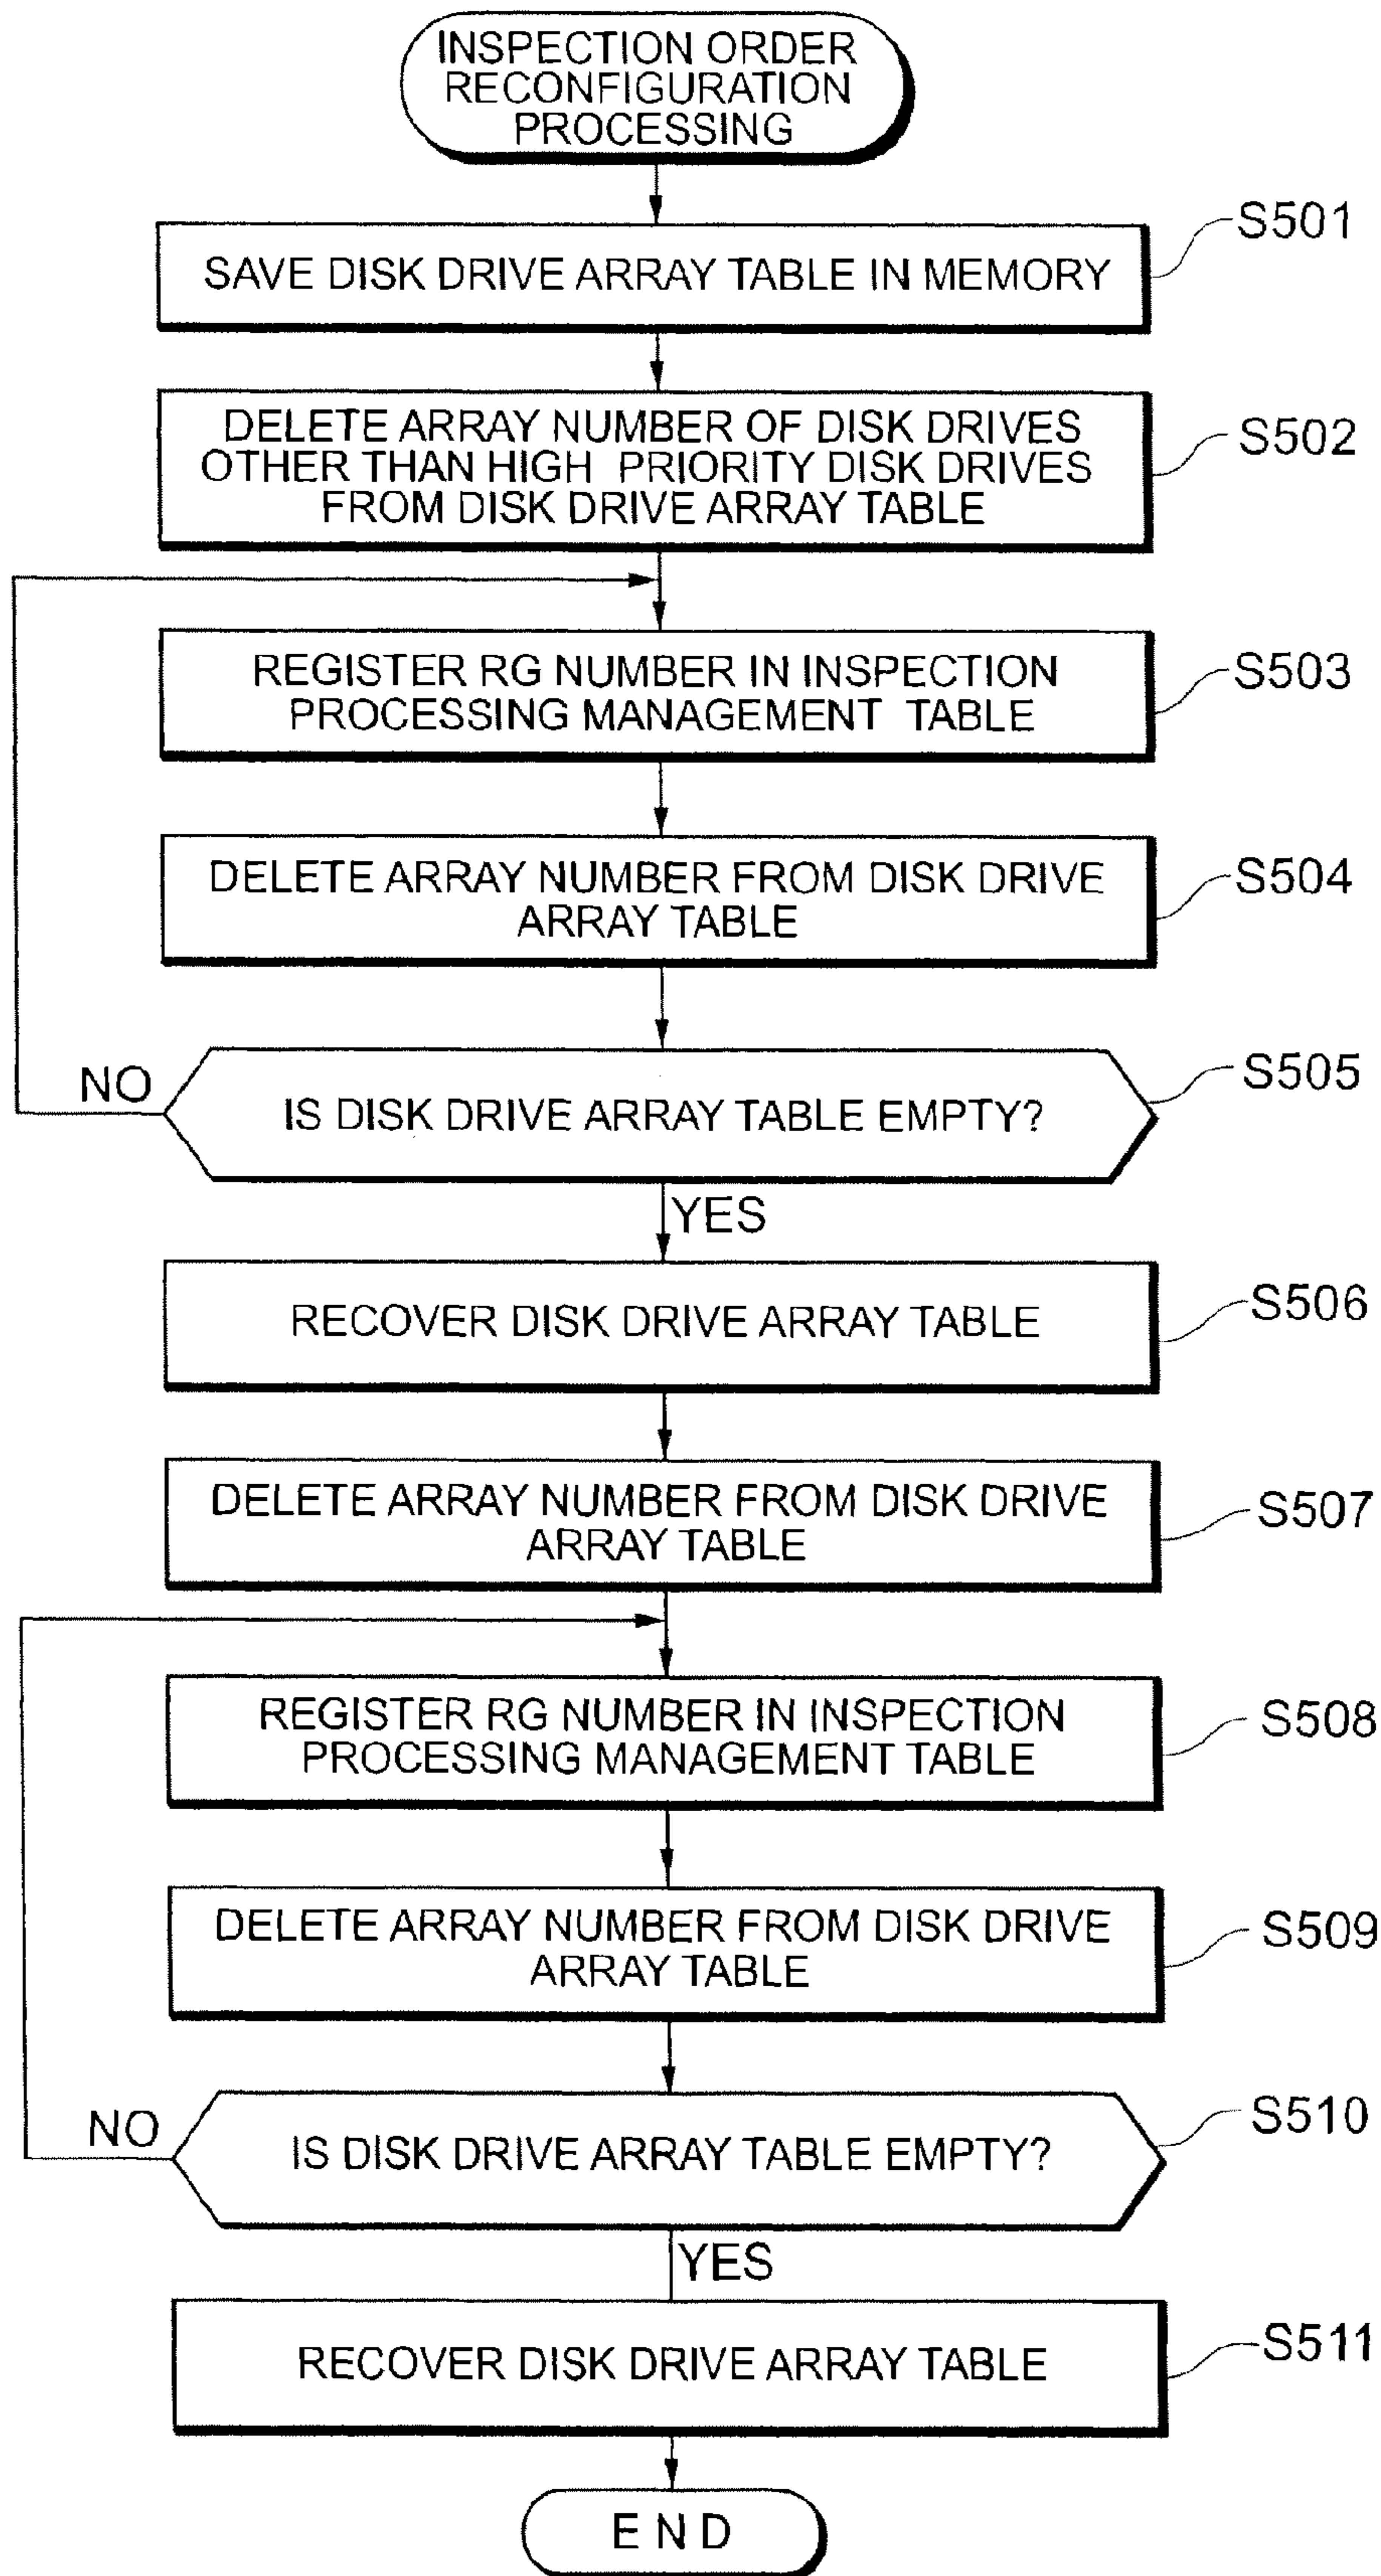 INSPECTION ORDER
RECONFIGURATION
PROCESSING
S501
SAVE DISK DRIVE ARRAY TABLE IN MEMORY
S502
DELETE ARRAY NUMBER OF DISK DRIVES
OTHER THAN HIGH PRIORITY DISK DRIVES
FROM DISK DRIVE ARRAY TABLE
S503
REGISTER RG NUMBER IN INSPECTION
PROCESSING MANAGEMENT TABLE
S504
DELETE ARRAY NUMBER FROM DISK DRIVE
ARRAY TABLE
S505
NO
IS DISK DRIVE ARRAY TABLE EMPTY?
YES
S506
RECOVER DISK DRIVE ARRAY TABLE
S507
DELETE ARRAY NUMBER FROM DISK DRIVE
ARRAY TABLE
S508
REGISTER RG NUMBER IN INSPECTION
PROCESSING MANAGEMENT TABLE
S509
DELETE ARRAY NUMBER FROM DISK DRIVE
ARRAY TABLE
S510
NO
IS DISK DRIVE ARRAY TABLE EMPTY?
YES
S511
RECOVER DISK DRIVE ARRAY TABLE
END